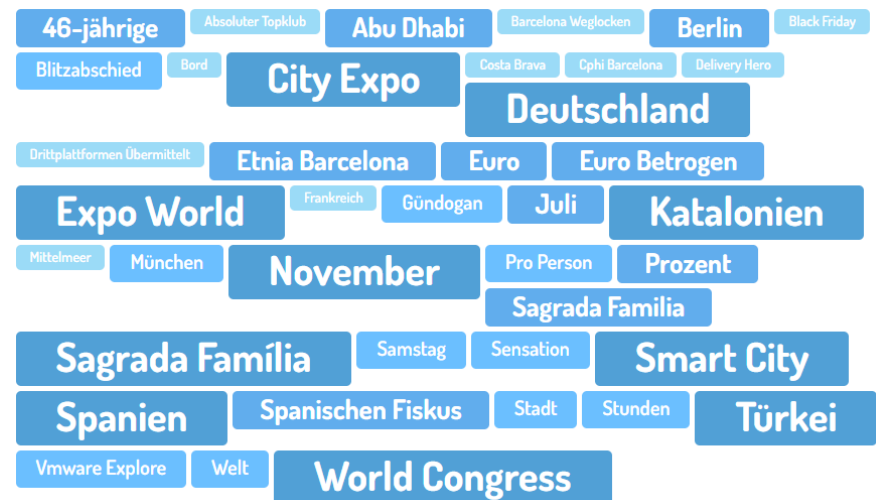 46-jährige Absoluter Topklub Abu Dhabi Barcelona Weglocken Berlin Black Friday
Blitzabschied Bord City Expo Costa Brava Cphi Barcelona Delivery Hero
Deutschland
Drittplattformen Übermittelt Etnia Barcelona Euro Euro Betrogen
Expo World Frankreich Gündogan Juli Katalonien
Mittelmeer München November Pro Person Prozent
Sagrada Familia
Sagrada Família Samstag Sensation Smart City
Spanien Spanischen Fiskus Stadt Stunden Türkei
Vmware Explore Welt World Congress